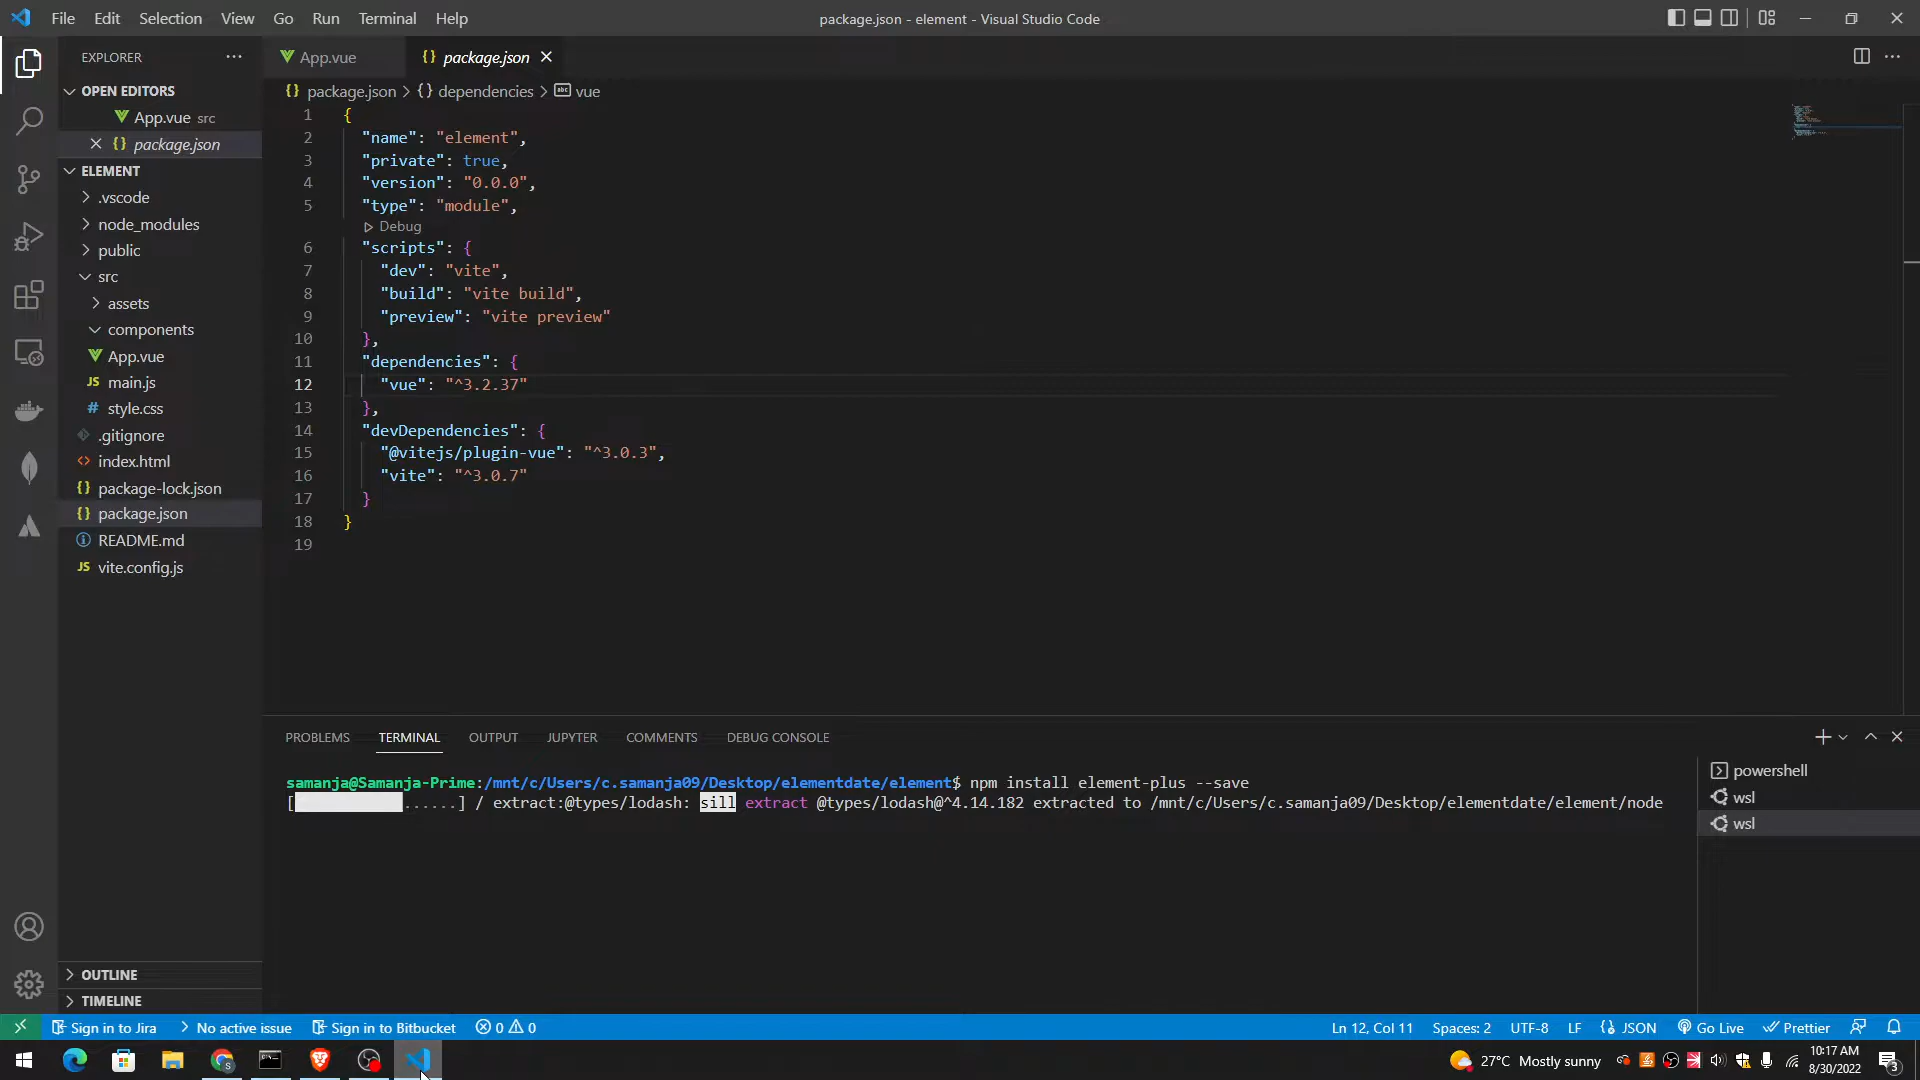 File Edit Selection View Go Run Terminal Help
package.json - element - Visual Studio Code
EXPLORER
OPEN EDITORS
App.vue src
package.json
ELEMENT
.vscode
node_modules
public
src
assets
components
App.vue
main.js
style.css
.gitignore
index.html
package-lock.json
package.json
README.md
vite.config.js
OUTLINE
TIMELINE
App.vue
package.json
package.json > {} dependencies > vue
1 {
2 "name": "element",
3 "private": true,
4 "version": "0.0.0",
5 "type": "module",
Debug
6 "scripts": {
7 "dev": "vite",
8 "build": "vite build",
9 "preview": "vite preview"
10 },
11 "dependencies": {
12 "vue": "^3.2.37"
13 },
14 "devDependencies": {
15 "@vitejs/plugin-vue": "^3.0.3",
16 "vite": "^3.0.7"
17 }
18 }
19
PROBLEMS TERMINAL OUTPUT JUPYTER COMMENTS DEBUG CONSOLE
samanja@Samanja-Prime:/mnt/c/Users/c.samanja09/Desktop/elementdate/element$ npm install element-plus --save
[ ......] / extract:@types/lodash: sill extract @types/lodash@^4.14.182 extracted to /mnt/c/Users/c.samanja09/Desktop/elementdate/element/node
powershell
wsl
wsl
Sign in to Jira No active issue Sign in to Bitbucket 0 0
Ln 12, Col 11 Spaces: 2 UTF-8 LF {} JSON Go Live Prettier
27°C Mostly sunny
10:17 AM
8/30/2022
3